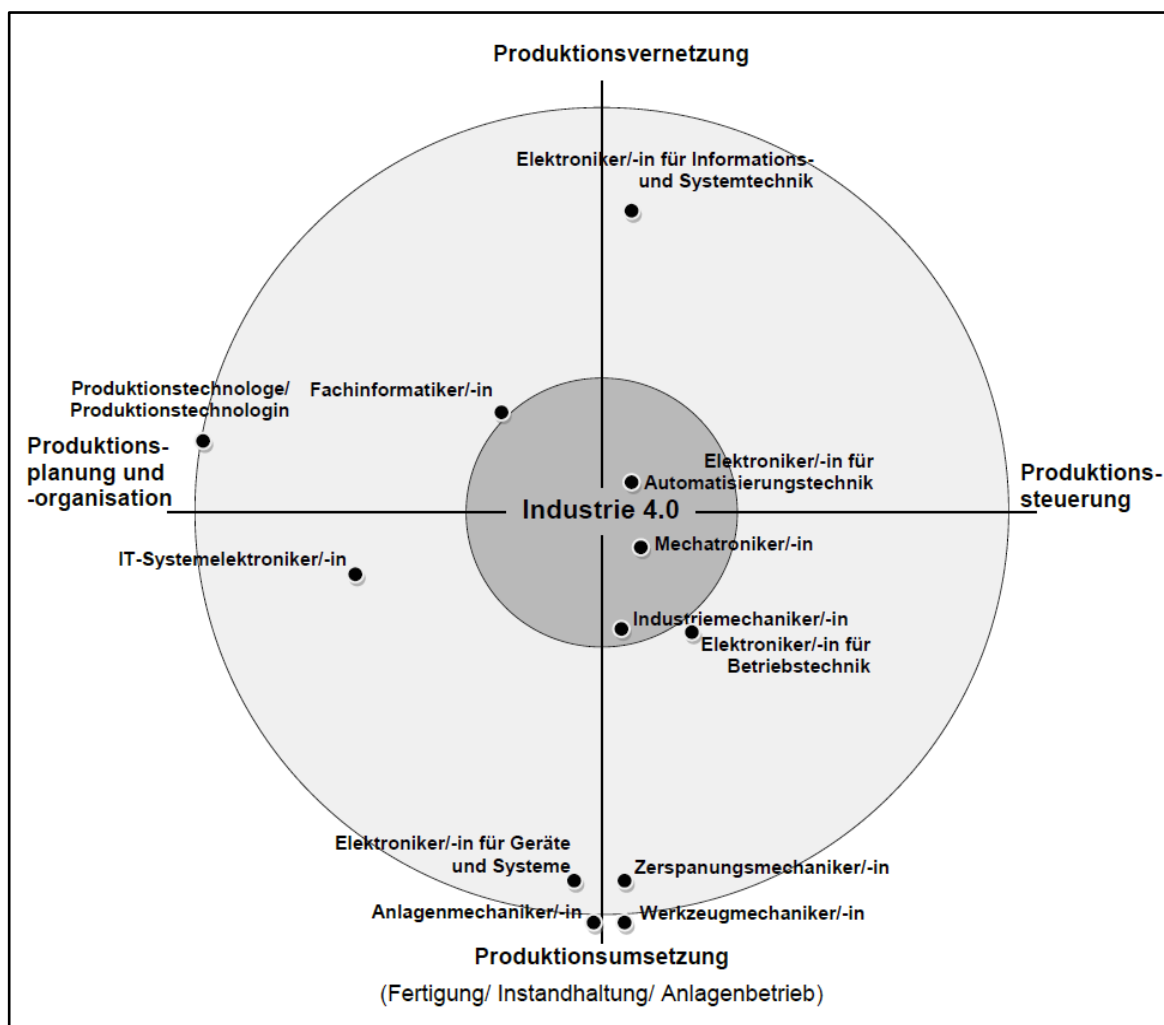 Produktionsvernetzung
Elektroniker/-in für Informations-
und Systemtechnik
Produktionstechnologe/
Produktionstechnologin
Fachinformatiker/-in
Produktions-
planung und
-organisation
Elektroniker/-in für
Automatisierungstechnik
Industrie 4.0
Produktions-
steuerung
IT-Systemelektroniker/-in
Mechatroniker/-in
Industriemechaniker/-in
Elektroniker/-in für
Betriebstechnik
Elektroniker/-in für Geräte
und Systeme
Zerspanungsmechaniker/-in
Anlagenmechaniker/-in
Werkzeugmechaniker/-in
Produktionsumsetzung
(Fertigung/ Instandhaltung/ Anlagenbetrieb)